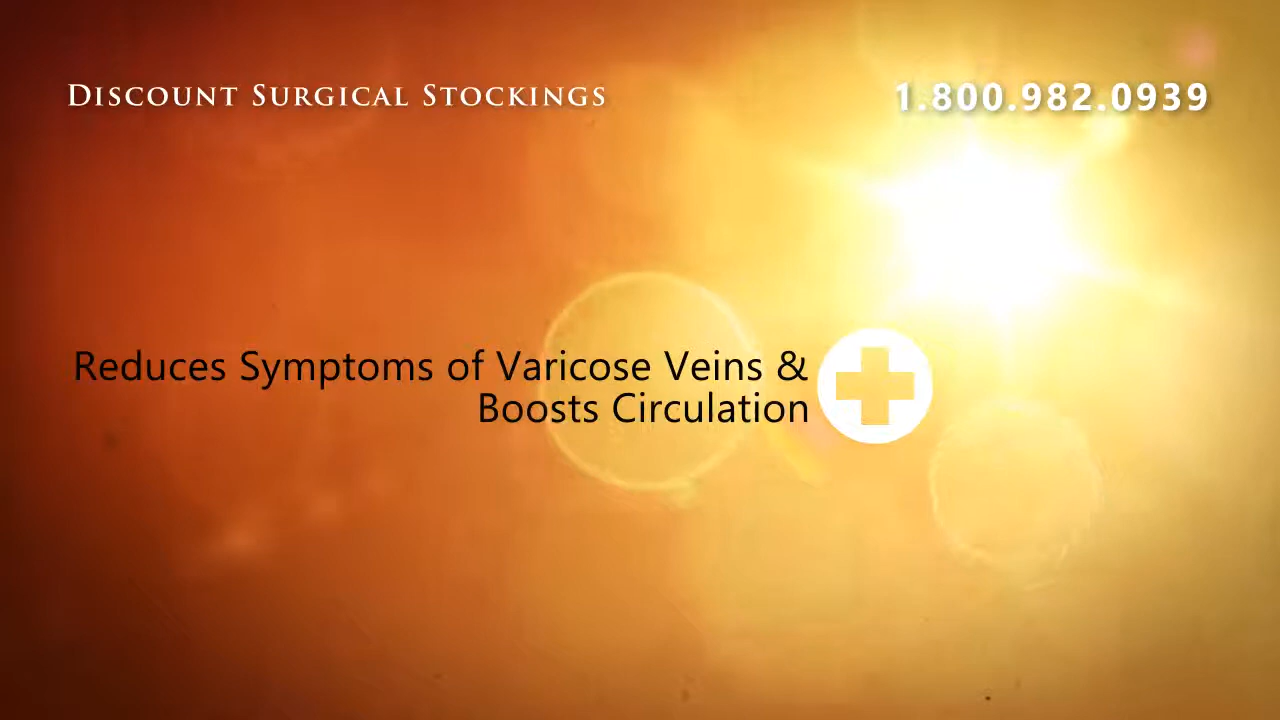 Discount Surgical Stockings
1.800.982.0939
Reduces Symptoms of Varicose Veins &
Boosts Circulation